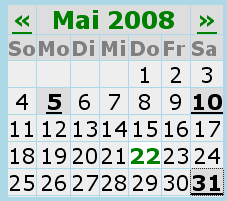 « Mai 2008 »
So Mo Di Mi Do Fr Sa
1 2 3
4 5 6 7 8 9 10
11 12 13 14 15 16 17
18 19 20 21 22 23 24
25 26 27 28 29 30 31